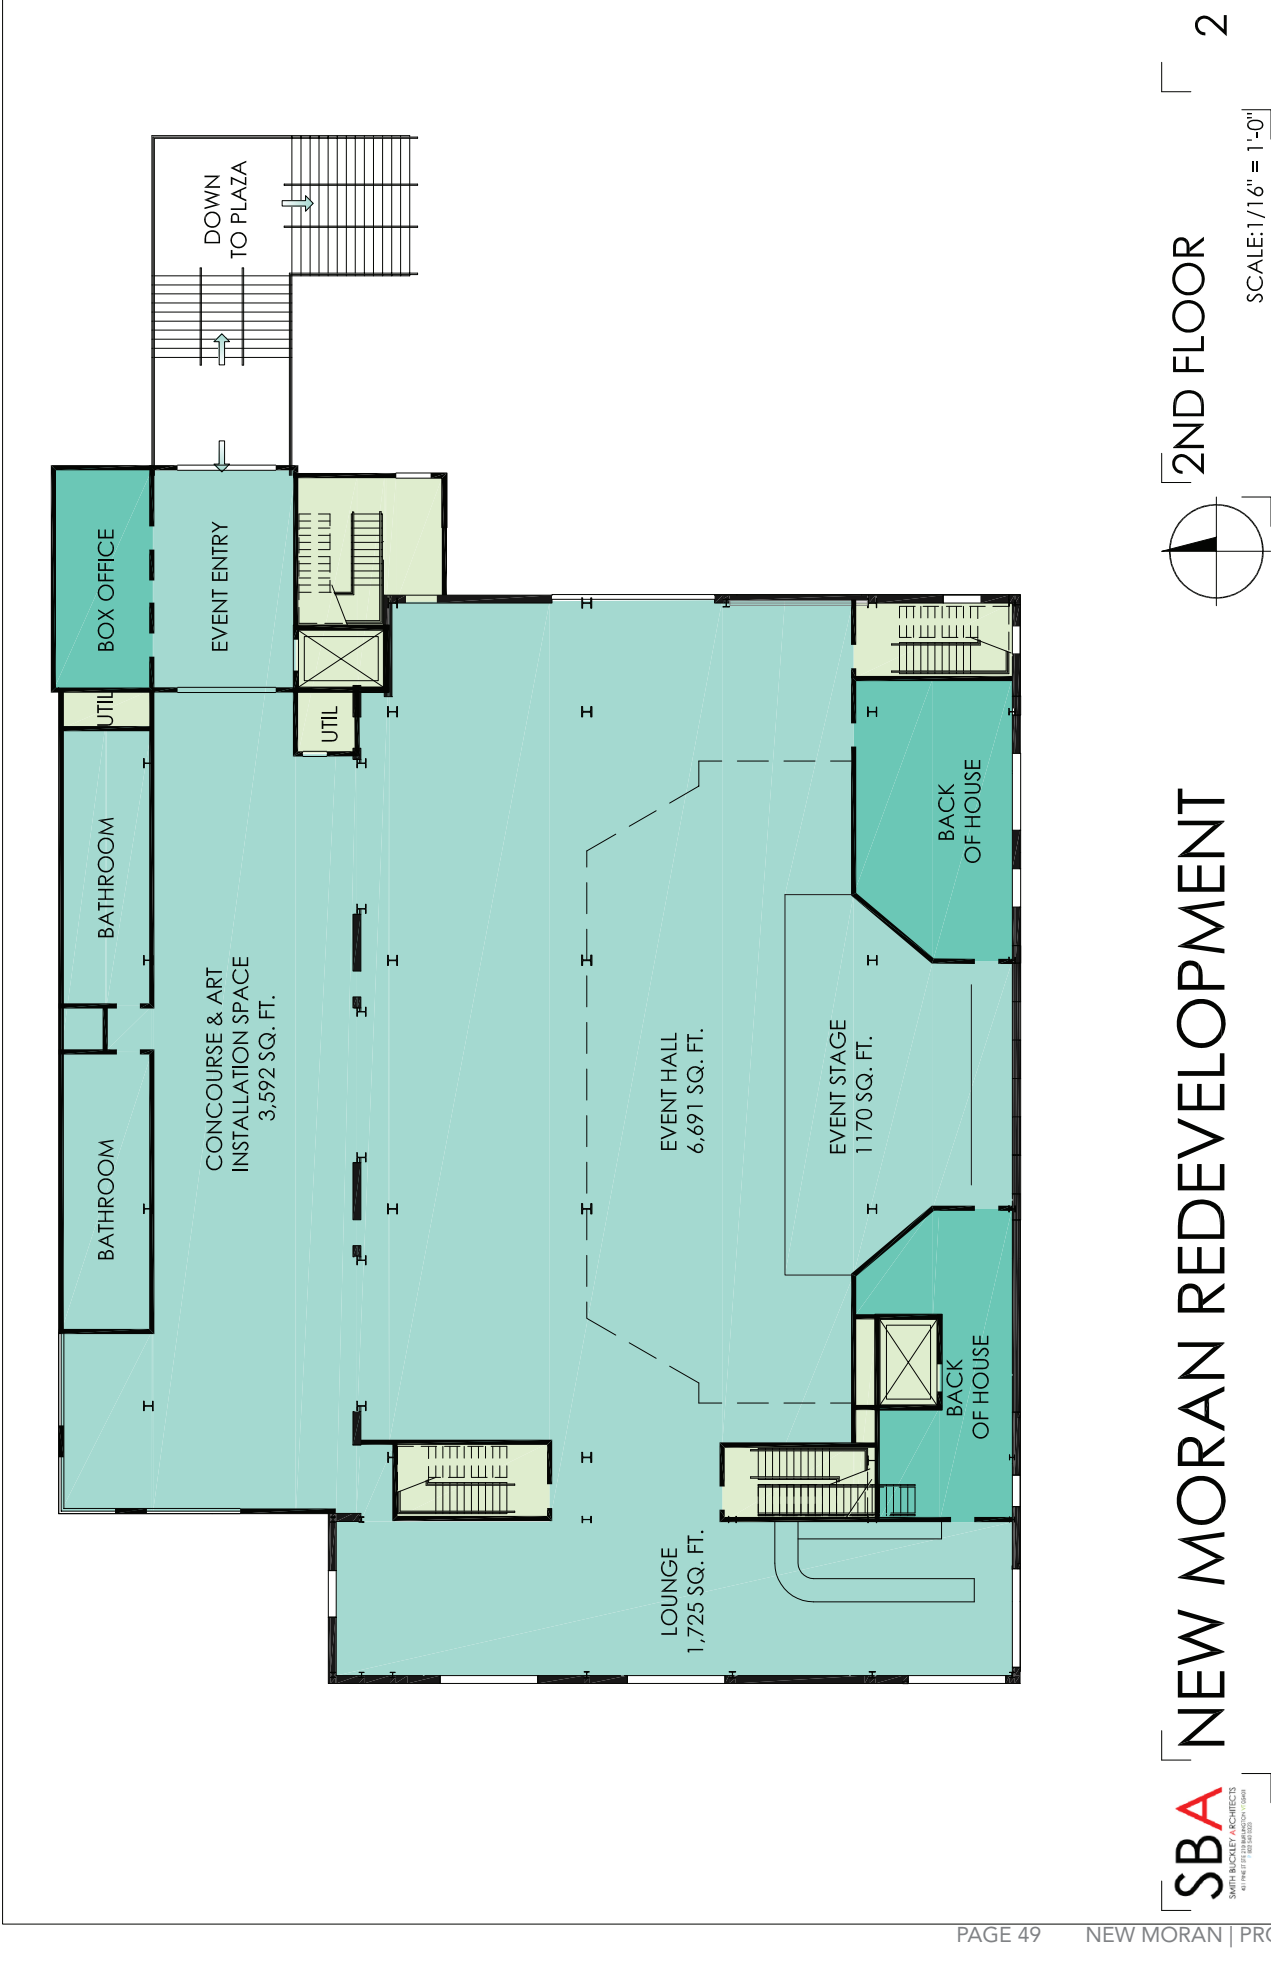 DOWN
TO PLAZA
BOX OFFICE
EVENT ENTRY
UTIL
UTIL
BATHROOM
BATHROOM
CONCOURSE & ART
INSTALLATION SPACE
3,592 SQ. FT.
EVENT HALL
6,691 SQ. FT.
EVENT STAGE
1170 SQ. FT.
BACK
OF HOUSE
BACK
OF HOUSE
LOUNGE
1,725 SQ. FT.
SBA
SMITH BUCKLEY ARCHITECTS
NEW MORAN REDEVELOPMENT
2ND FLOOR
SCALE:1/16" = 1'-0"
2
PAGE 49 NEW MORAN | PRO